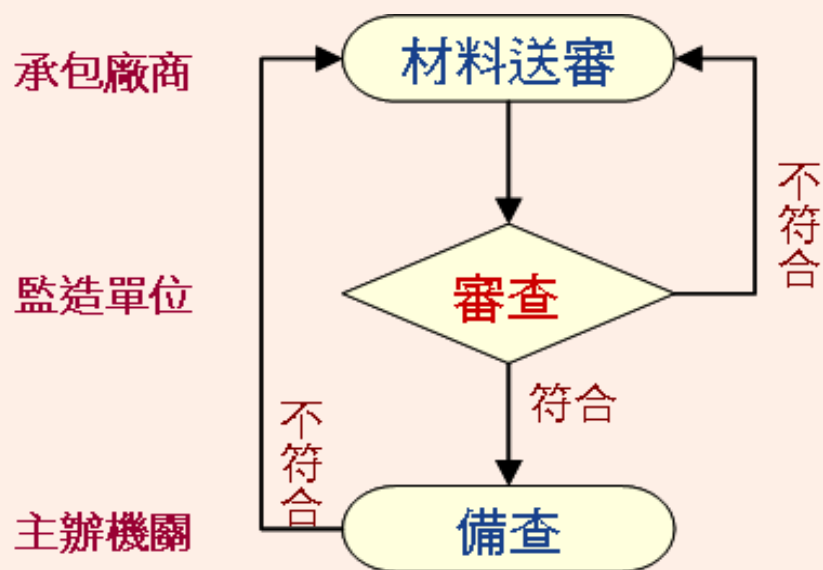 承包廠商
材料送審
不符合
監造單位
審查
符合
不符合
主辦機關
備查